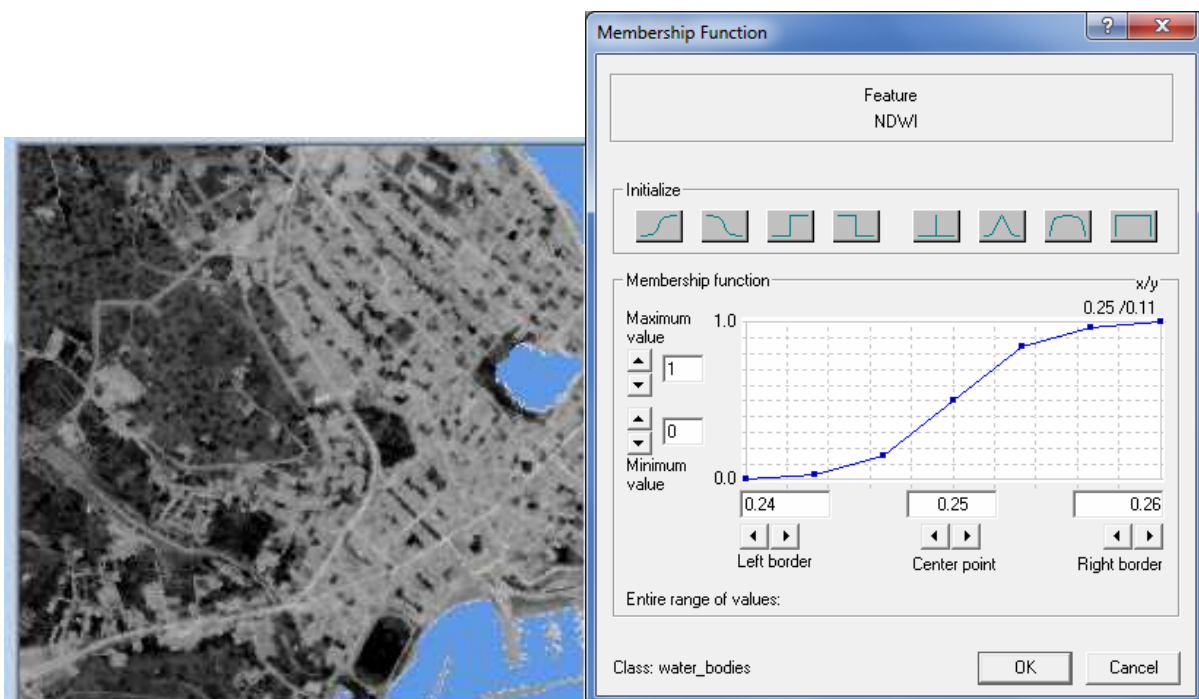 Membership Function
?
X
Feature
NDWI
Initialize
Membership function
x/y
0.25 /0.11
Maximum
value
1.0
1
0
Minimum
value
0.0
0.24
0.25
0.26
Left border
Center point
Right border
Entire range of values:
Class: water_bodies
OK
Cancel